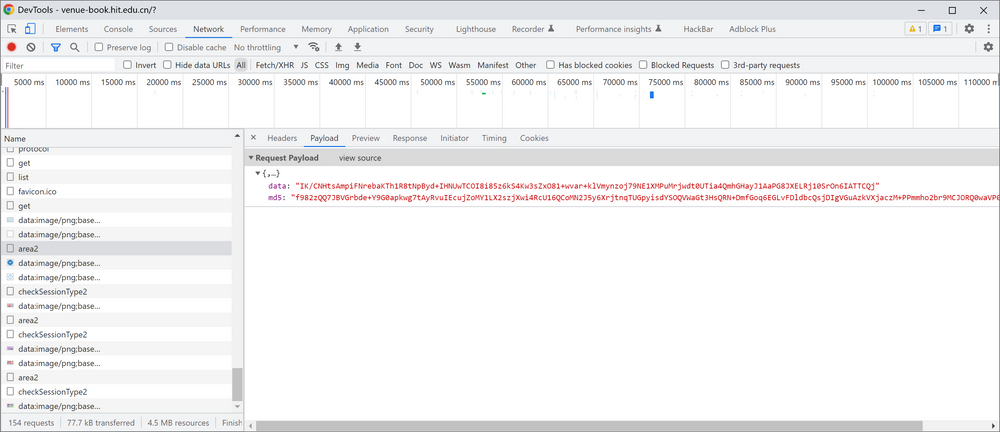 DevTools - venue-book.hit.edu.cn/?
Elements Console Sources Network Performance Memory Application Security Lighthouse Recorder Performance insights HackBar Adblock Plus 1 1
Preserve log Disable cache No throttling
Filter Invert Hide data URLs All Fetch/XHR JS CSS Img Media Font Doc WS Wasm Manifest Other Has blocked cookies Blocked Requests 3rd-party requests
5000 ms 10000 ms 15000 ms 20000 ms 25000 ms 30000 ms 35000 ms 40000 ms 45000 ms 50000 ms 55000 ms 60000 ms 65000 ms 70000 ms 75000 ms 80000 ms 85000 ms 90000 ms 95000 ms 100000 ms 105000 ms 110000 m
Name
protocol
get
list
favicon.ico
get
data:image/png;base...
data:image/png;base...
area2
data:image/png;base...
data:image/png;base...
checkSessionType2
data:image/png;base...
area2
checkSessionType2
data:image/png;base...
data:image/png;base...
area2
checkSessionType2
data:image/png;base...
154 requests 77.7 kB transferred 4.5 MB resources Finish
Headers Payload Preview Response Initiator Timing Cookies
Request Payload view source
{,…}
data: "IK/CNHtsAmpiFNrebaKTh1R8tNpByd+IHNUwTCOI8i85z6kS4Kw3sZxO81+wvar+klVmynzoj79NE1XMPuMrjwdt0UTia4QmhGHayJ1AaPG8JXELRj10SrOn6IATTCQj"
md5: "f982zQQ7JBVGrbde+Y9G0apkwg7tAyRvuIEcujZoMY1LX2szjXwi4RcU16QCoMN2J5y6XrjtnqTUGpyisdYSOQVWaGt3HsQRN+DmfGoq6EGLvFDldbcQsjDIgVGuAzkVXjaczM+PPmmho2br9MCJDRQ0waVP6